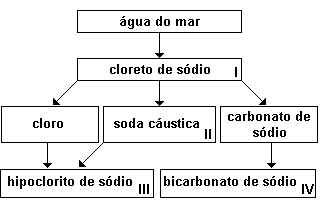 água do mar
cloreto de sódio I
cloro
soda cáustica II
carbonato de
sódio
hipoclorito de sódio III
bicarbonato de sódio IV